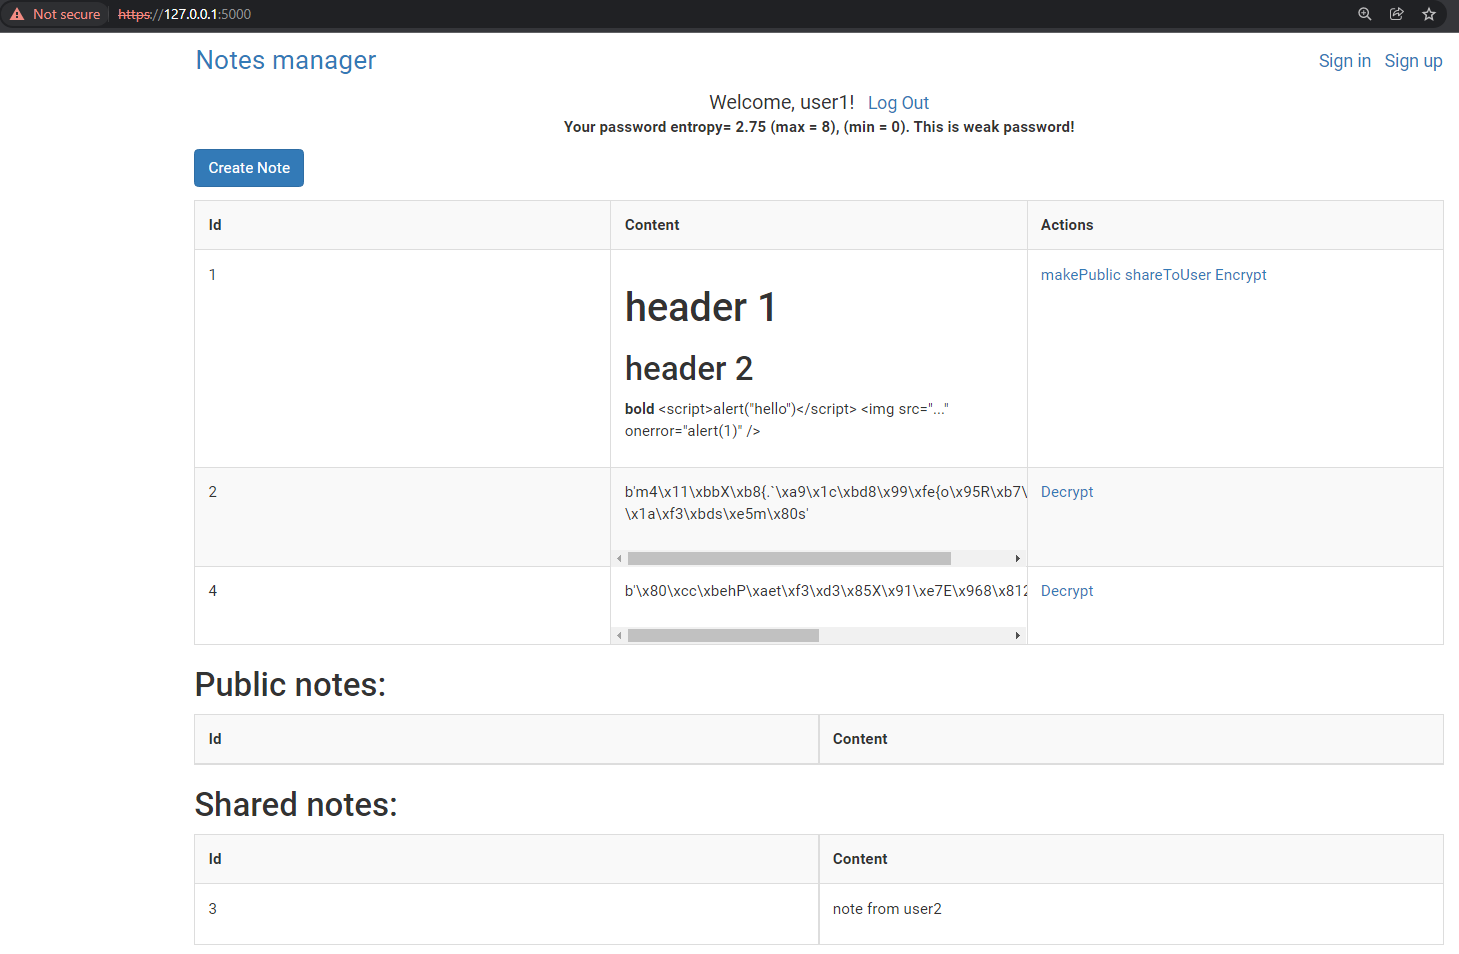 Not secure https://127.0.0.1:5000
Notes manager Sign in Sign up
Welcome, user1! Log Out
Your password entropy= 2.75 (max = 8), (min = 0). This is weak password!
Create Note
Id Content Actions
1 makePublic shareToUser Encrypt
header 1
header 2
bold <script>alert("hello")</script> <img src="..."
onerror="alert(1)" />
2 b'm4\x11\xbbX\xb8{.`\xa9\x1c\xbd8\x99\xfe{o\x95R\xb7\ Decrypt
\x1a\xf3\xbds\xe5m\x80s'
4 b'\x80\xcc\xbehP\xaet\xf3\xd3\x85X\x91\xe7E\x968\x812 Decrypt
Public notes:
Id Content
Shared notes:
Id Content
3 note from user2